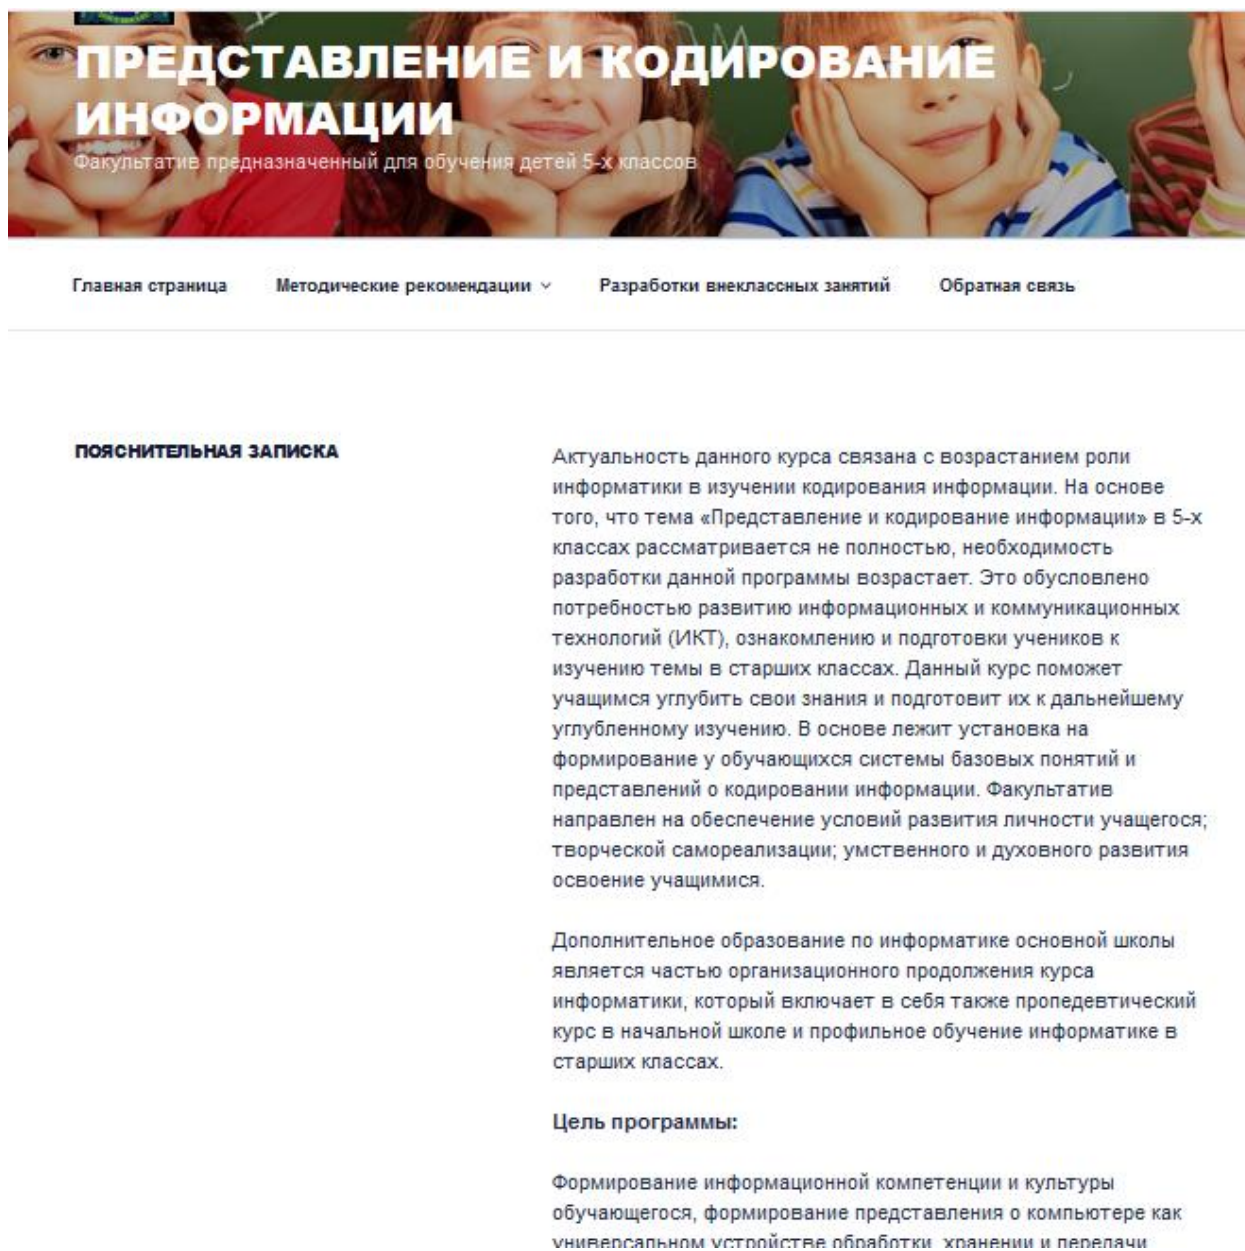 ПРЕДСТАВЛЕНИЕ И КОДИРОВАНИЕ
ИНФОРМАЦИИ
Факультатив предназначенный для обучения детей 5-х классов
Главная страница
Методические рекомендации
Разработки внеклассных занятий
Обратная связь
ПОЯСНИТЕЛЬНАЯ ЗАПИСКА
Актуальность данного курса связана с возрастанием роли
информатики в изучении кодирования информации. На основе
того, что тема «Представление и кодирование информации» в 5-х
классах рассматривается не полностью, необходимость
разработки данной программы возрастает. Это обусловлено
потребностью развитию информационных и коммуникационных
технологий (ИКТ), ознакомлению и подготовки учеников к
изучению темы в старших классах. Данный курс поможет
учащимся углубить свои знания и подготовит их к дальнейшему
углубленному изучению. В основе лежит установка на
формирование у обучающихся системы базовых понятий и
представлений о кодировании информации. Факультатив
направлен на обеспечение условий развития личности учащегося;
творческой самореализации; умственного и духовного развития
освоение учащимися.
Дополнительное образование по информатике основной школы
является частью организационного продолжения курса
информатики, который включает в себя также пропедевтический
курс в начальной школе и профильное обучение информатике в
старших классах.
Цель программы:
Формирование информационной компетенции и культуры
обучающегося, формирование представления о компьютере как
универсальном устройстве обработки, хранении и передачи